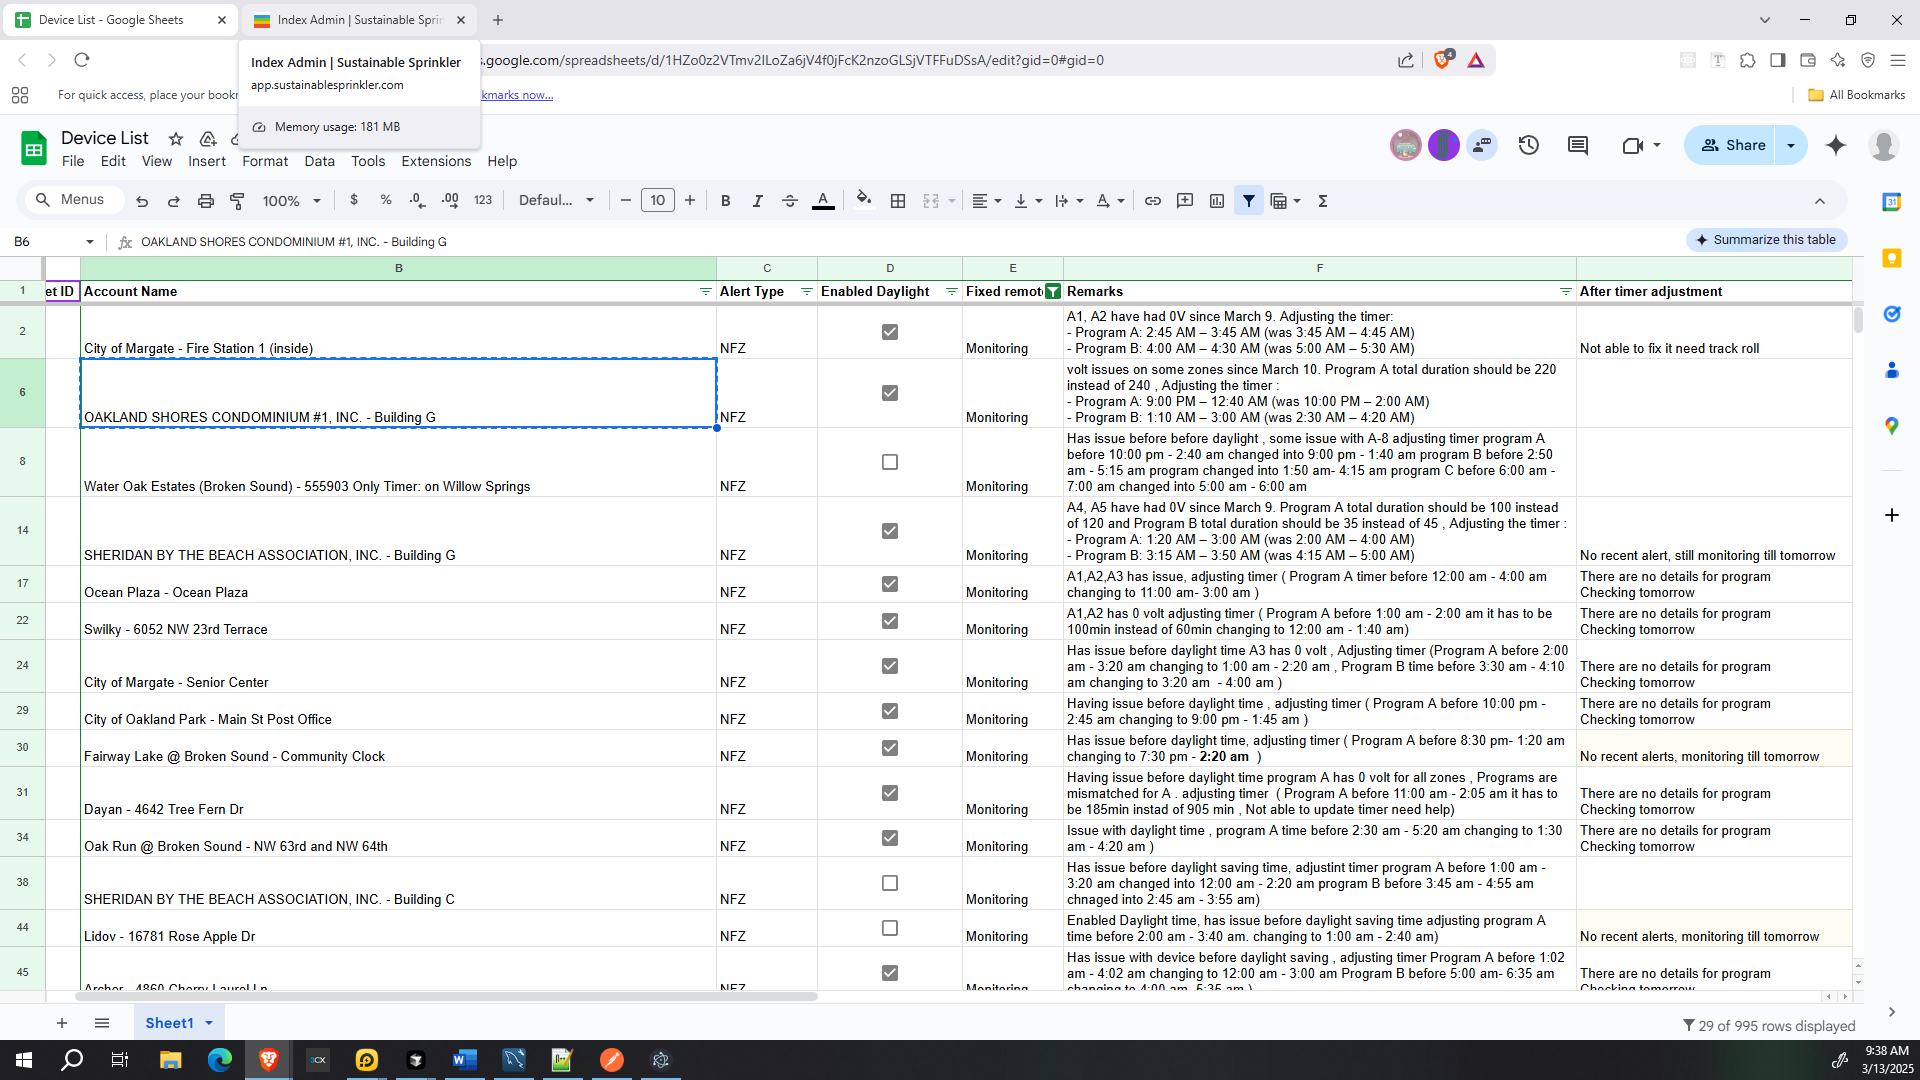 Device List - Google Sheets
Index Admin | Sustainable Sprin
Index Admin | Sustainable Sprinkler
app.sustainablesprinkler.com
Memory usage: 181 MB
s.google.com/spreadsheets/d/1HZo0z2VTmv2ILoZa6jV4f0jFcK2nzoGLSjVTFFuDSsA/edit?gid=0#gid=0
4
For quick access, place your bookr
kmarks now...
All Bookmarks
Device List
File Edit View Insert Format Data Tools Extensions Help
Share
Menus
100%
$ % .0 .00 123
Defaul...
10
B I
A
Σ
B6
fx
OAKLAND SHORES CONDOMINIUM #1, INC. - Building G
Summarize this table
B C D E F
1 et ID Account Name Alert Type Enabled Daylight Fixed remot Remarks After timer adjustment
2 City of Margate - Fire Station 1 (inside) NFZ Monitoring
A1, A2 have had 0V since March 9. Adjusting the timer:
- Program A: 2:45 AM – 3:45 AM (was 3:45 AM – 4:45 AM)
- Program B: 4:00 AM – 4:30 AM (was 5:00 AM – 5:30 AM)
Not able to fix it need track roll
6 OAKLAND SHORES CONDOMINIUM #1, INC. - Building G NFZ Monitoring
volt issues on some zones since March 10. Program A total duration should be 220
instead of 240 , Adjusting the timer :
- Program A: 9:00 PM – 12:40 AM (was 10:00 PM – 2:00 AM)
- Program B: 1:10 AM – 3:00 AM (was 2:30 AM – 4:20 AM)
8 Water Oak Estates (Broken Sound) - 555903 Only Timer: on Willow Springs NFZ Monitoring
Has issue before before daylight , some issue with A-8 adjusting timer program A
before 10:00 pm - 2:40 am changed into 9:00 pm - 1:40 am program B before 2:50
am - 5:15 am program changed into 1:50 am- 4:15 am program C before 6:00 am -
7:00 am changed into 5:00 am - 6:00 am
14 SHERIDAN BY THE BEACH ASSOCIATION, INC. - Building G NFZ Monitoring
A4, A5 have had 0V since March 9. Program A total duration should be 100 instead
of 120 and Program B total duration should be 35 instead of 45 , Adjusting the timer :
- Program A: 1:20 AM – 3:00 AM (was 2:00 AM – 4:00 AM)
- Program B: 3:15 AM – 3:50 AM (was 4:15 AM – 5:00 AM)
No recent alert, still monitoring till tomorrow
17 Ocean Plaza - Ocean Plaza NFZ Monitoring
A1,A2,A3 has issue, adjusting timer ( Program A timer before 12:00 am - 4:00 am
changing to 11:00 am- 3:00 am )
There are no details for program
Checking tomorrow
22 Swilky - 6052 NW 23rd Terrace NFZ Monitoring
A1,A2 has 0 volt adjusting timer ( Program A before 1:00 am - 2:00 am it has to be
100min instead of 60min changing to 12:00 am - 1:40 am)
There are no details for program
Checking tomorrow
24 City of Margate - Senior Center NFZ Monitoring
Has issue before daylight time A3 has 0 volt , Adjusting timer (Program A before 2:00
am - 3:20 am changing to 1:00 am - 2:20 am , Program B time before 3:30 am - 4:10
am changing to 3:20 am - 4:00 am )
There are no details for program
Checking tomorrow
29 City of Oakland Park - Main St Post Office NFZ Monitoring
Having issue before daylight time , adjusting timer ( Program A before 10:00 pm -
2:45 am changing to 9:00 pm - 1:45 am )
There are no details for program
Checking tomorrow
30 Fairway Lake @ Broken Sound - Community Clock NFZ Monitoring
Has issue before daylight time, adjusting timer ( Program A before 8:30 pm- 1:20 am
changing to 7:30 pm - 2:20 am )
No recent alerts, monitoring till tomorrow
31 Dayan - 4642 Tree Fern Dr NFZ Monitoring
Having issue before daylight time program A has 0 volt for all zones , Programs are
mismatched for A . adjusting timer ( Program A before 11:00 am - 2:05 am it has to
be 185min instad of 905 min , Not able to update timer need help)
There are no details for program
Checking tomorrow
34 Oak Run @ Broken Sound - NW 63rd and NW 64th NFZ Monitoring
Issue with daylight time , program A time before 2:30 am - 5:20 am changing to 1:30
am - 4:20 am )
There are no details for program
Checking tomorrow
38 SHERIDAN BY THE BEACH ASSOCIATION, INC. - Building C NFZ Monitoring
Has issue before daylight saving time, adjustint timer program A before 1:00 am -
3:20 am changed into 12:00 am - 2:20 am program B before 3:45 am - 4:55 am
chnaged into 2:45 am - 3:55 am)
44 Lidov - 16781 Rose Apple Dr NFZ Monitoring
Enabled Daylight time, has issue before daylight saving time adjusting program A
time before 2:00 am - 3:40 am. changing to 1:00 am - 2:40 am)
No recent alerts, monitoring till tomorrow
45 Archer - 4860 Cherry Laurel Ln NFZ Monitoring
Has issue with device before daylight saving , adjusting timer Program A before 1:02
am - 4:02 am changing to 12:00 am - 3:00 am Program B before 5:00 am- 6:35 am
changing to 4:00 am- 5:35 am )
There are no details for program
Checking tomorrow
Sheet1
29 of 995 rows displayed
31
3CX
W
9:38 AM
3/13/2025